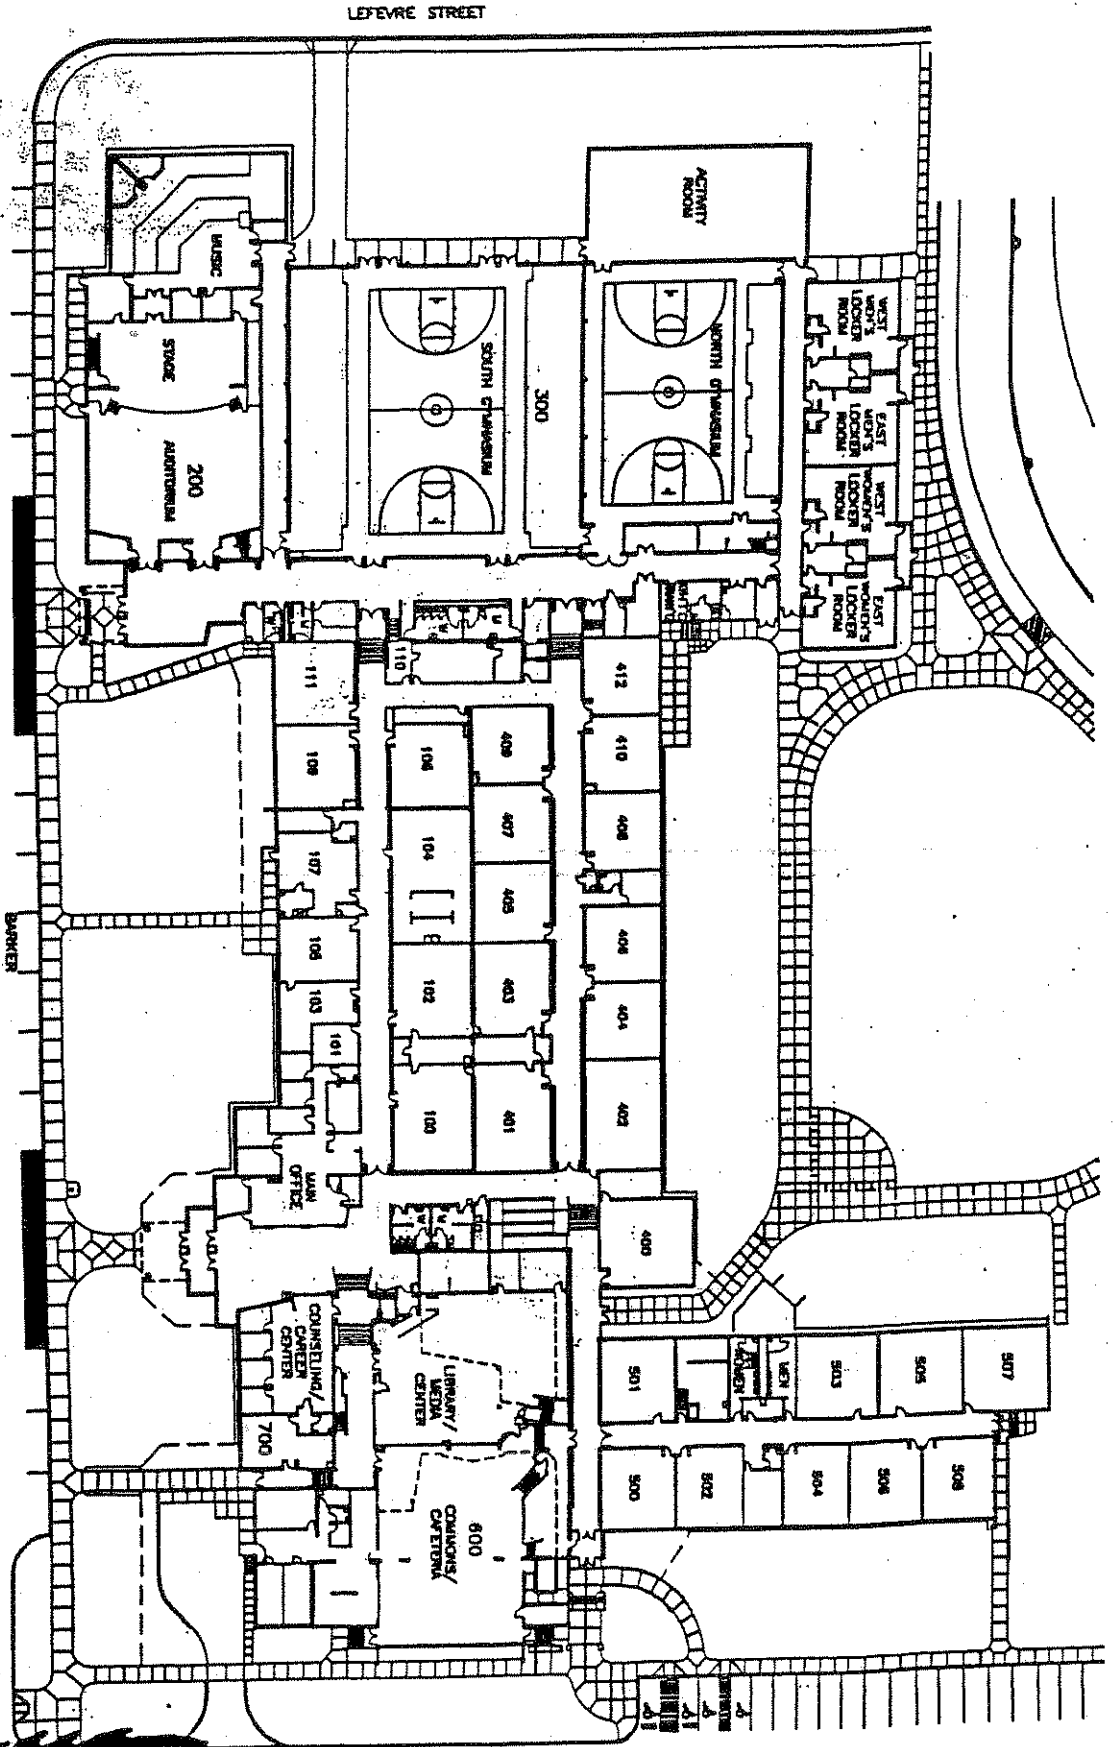 LEFEVRE STREET
ACTIVITY
ROOM
MUSIC
WEST
MEN'S
LOCKER
ROOM
STAGE
SOUTH GYMNASIUM
300
NORTH GYMNASIUM
EAST
MEN'S
LOCKER
ROOM
200
AUDITORIUM
WEST
WOMEN'S
LOCKER
ROOM
EAST
WOMEN'S
LOCKER
ROOM
111
110
412
109
106
409
410
107
104
407
408
405
BARKER
105
102
403
406
103
404
101
100
401
402
MAIN
OFFICE
400
COUNSELING/
CAREER
CENTER
LIBRARY/
MEDIA
CENTER
501
WOMEN
MEN
503
505
507
700
600
COMMONS/
CAFETERIA
500
502
504
506
508